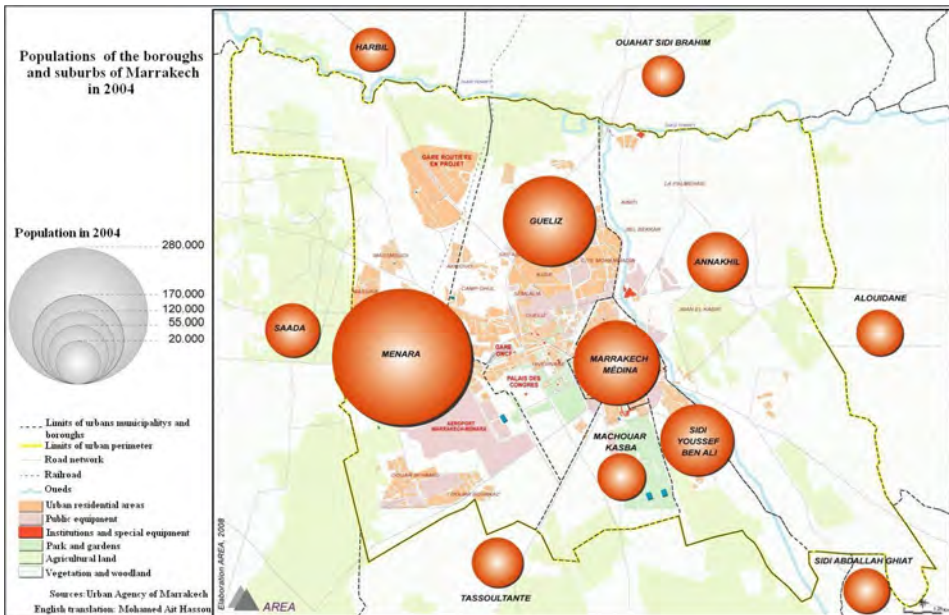 Populations of the boroughs
and suburbs of Marrakech
in 2004
Population in 2004
280.000
170.000
120.000
55.000
20.000
Limits of urbans municipalitys and
boroughs
Limits of urban perimeter
Road network
Railroad
Oueds
Urban residential areas
Public equipment
Institutions and special equipment
Park and gardens
Agricultural land
Vegetation and woodland
Sources: Urban Agency of Marrakech
English translation: Mohamed Ait Hassou
HARBIL
OUAHAT SIDI BRAHIM
GARE ROUTIÈRE
EN PROJET
GUELIZ
ANNAKHIL
ALOUIDANE
SAADA
MENARA
GARE
ONCF
MARRAKECH
MÉDINA
PALAIS DES
CONGRES
AEROPORT
MARRAKECH-MENARA
MACHOUAR
KASBA
SIDI
YOUSSEF
BEN ALI
TASSOULTANTE
SIDI ABDALLAH GHIAT
Elaboration AREA, 2008
AREA